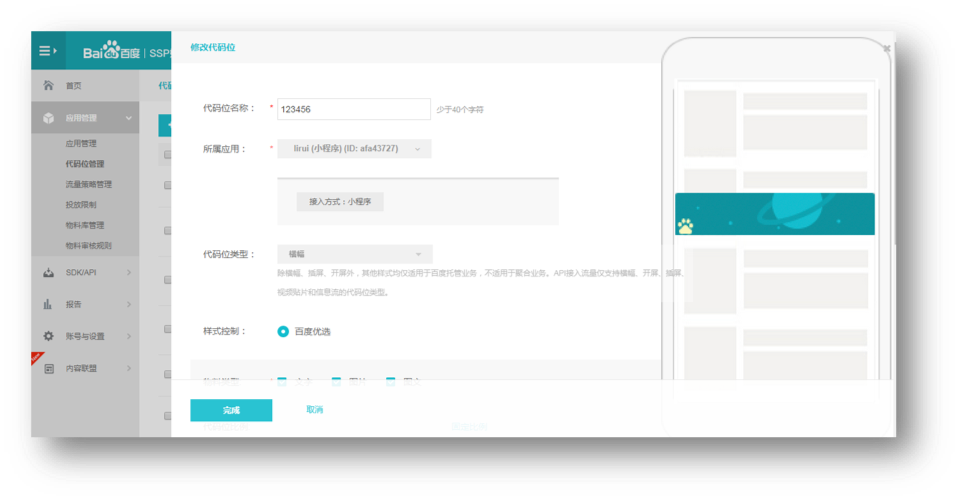 Bai百度 | SSP
修改代码位
首页
代码
代码位名称：
*
123456
少于40个字符
应用管理
应用管理
所属应用：
*
lirui (小程序) (ID: afa43727)
代码位管理
流量策略管理
投放限制
接入方式：小程序
物料库管理
物料审核规则
代码位类型：
横幅
SDK/API
除横幅、插屏、开屏外，其他样式均仅适用于百度托管业务，不适用于聚合业务。API接入流量仅支持横幅、开屏、插屏、
视频贴片和信息流的代码位类型。
报告
账号与设置
样式控制：
百度优选
内容联盟
完成
取消